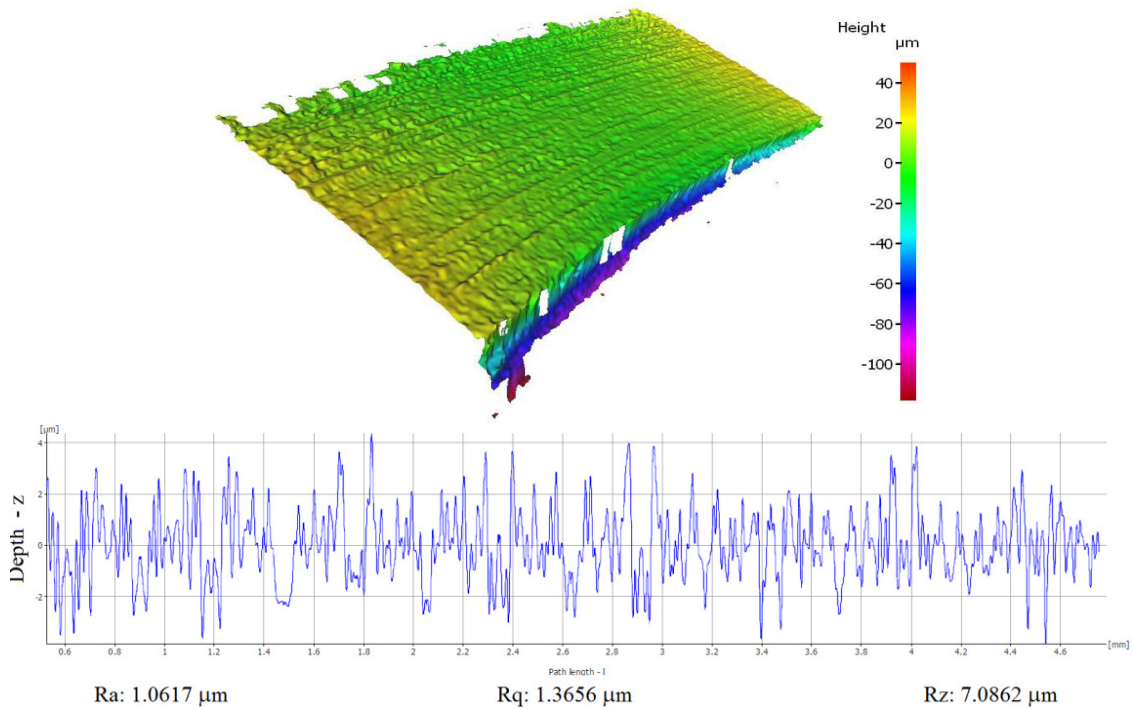 Height
µm
40
20
0
-20
-40
-60
-80
-100
[µm]
4
2
0
-2
Depth - z
0.6 0.8 1 1.2 1.4 1.6 1.8 2 2.2 2.4 2.6 2.8 3 3.2 3.4 3.6 3.8 4 4.2 4.4 4.6 [mm]
Path length - l
Ra: 1.0617 µm Rq: 1.3656 µm Rz: 7.0862 µm